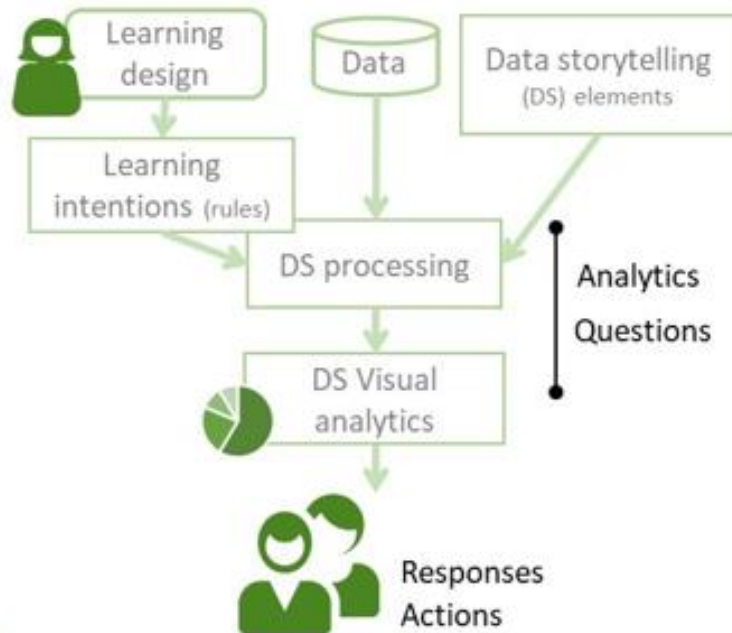 Learning
design
Data
Data storytelling
(DS) elements
Learning
intentions (rules)
DS processing
Analytics
Questions
DS Visual
analytics
Responses
Actions